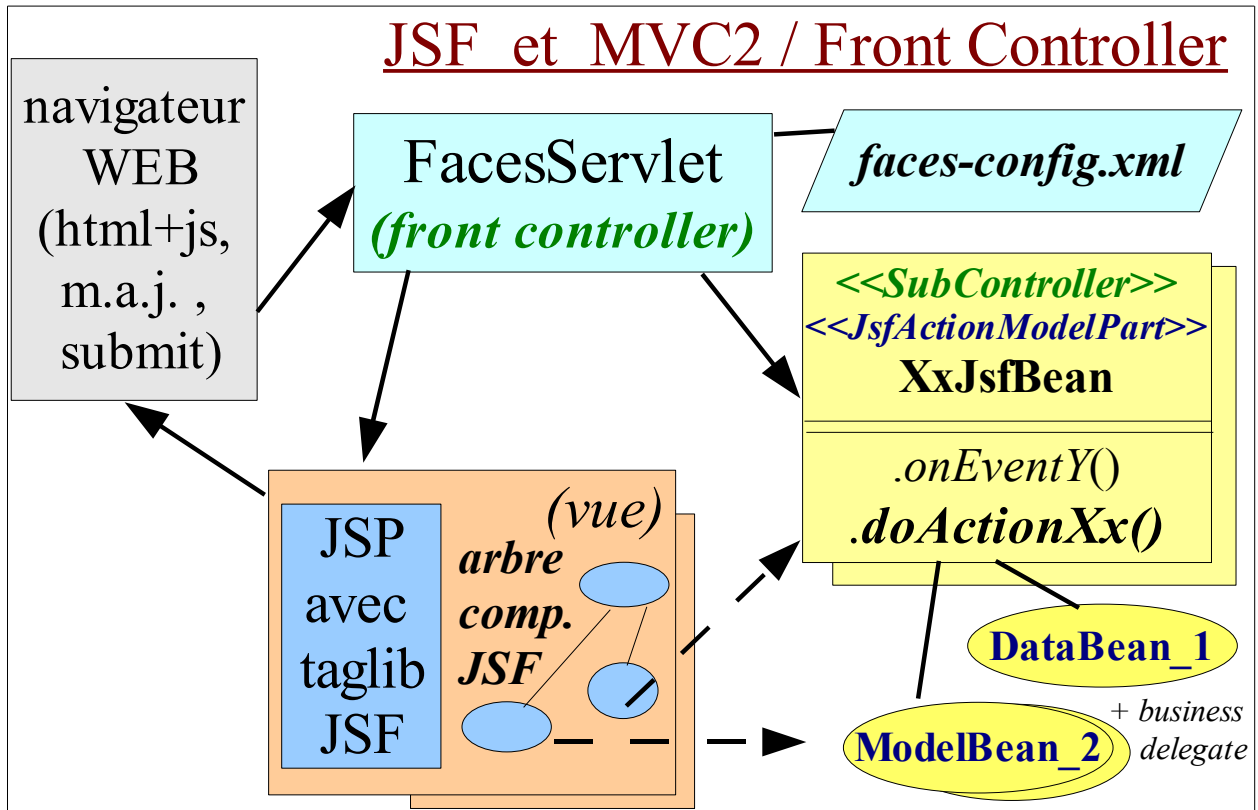 JSF et MVC2 / Front Controller
navigateur
WEB
(html+js,
m.a.j. ,
submit)
FacesServlet
(front controller)
faces-config.xml
<<SubController>>
<<JsfActionModelPart>>
XxJsfBean
.onEventY()
.doActionXx()
(vue)
JSP
avec
taglib
JSF
arbre
comp.
JSF
DataBean_1
ModelBean_2
+ business
delegate